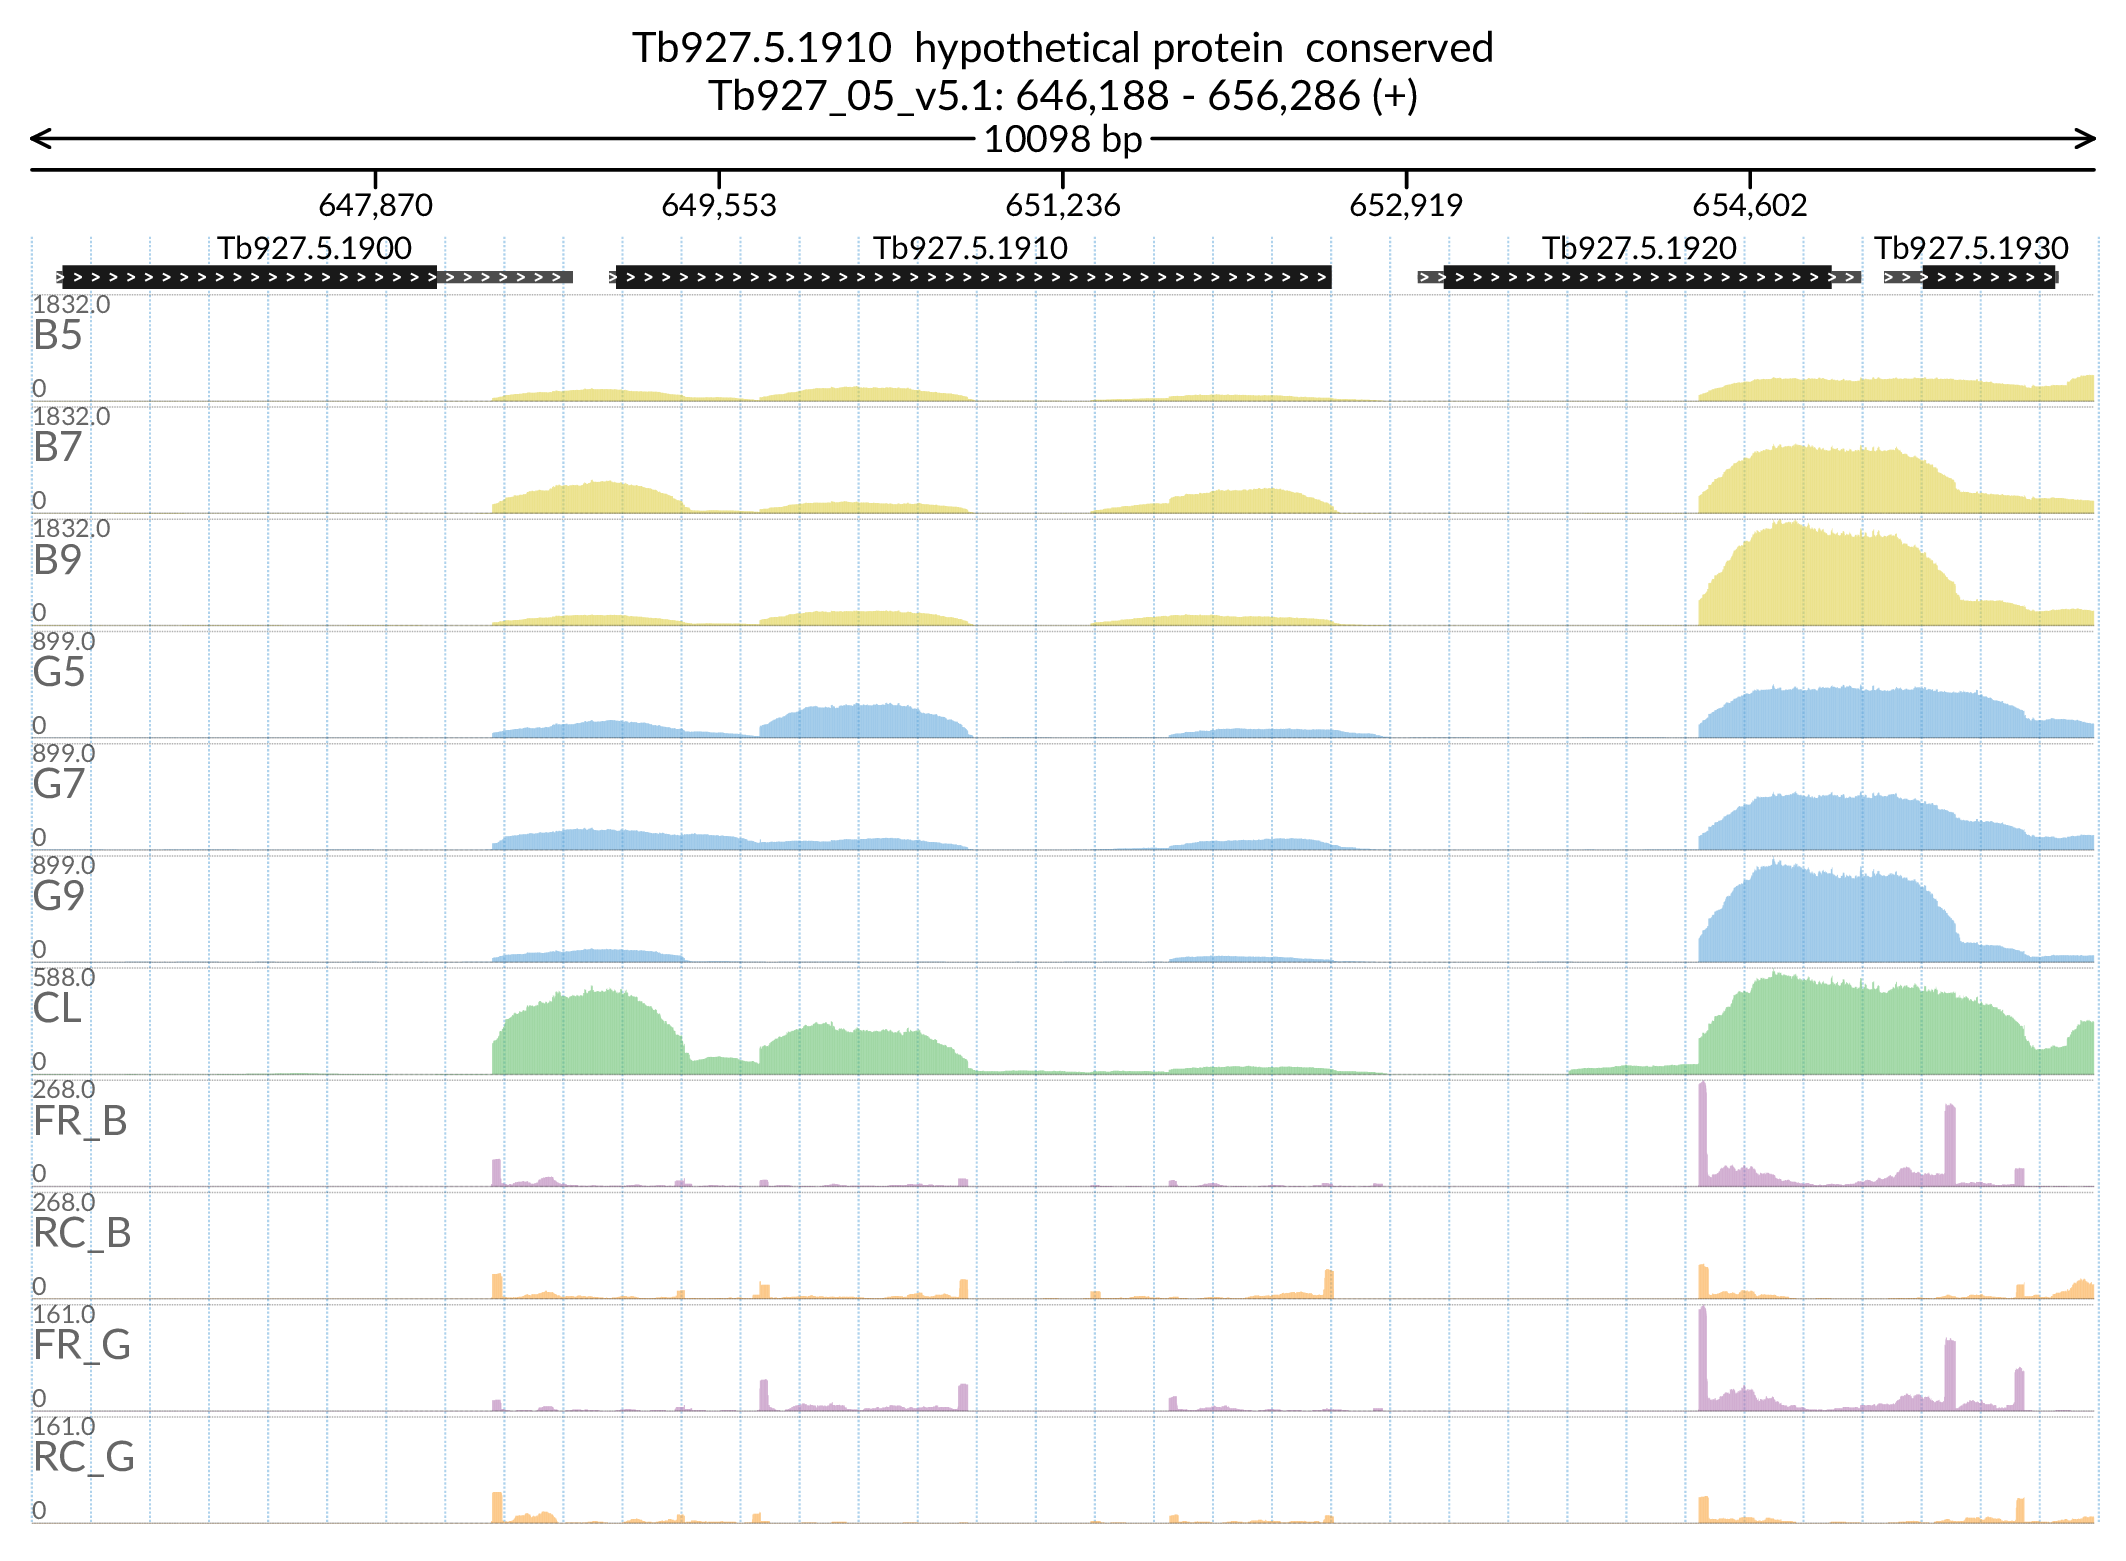 Tb927.5.1910  hypothetical protein  conserved
Tb927_05_v5.1: 646,188 - 656,286 (+)
10098 bp
647,870 649,553 651,236 652,919 654,602
Tb927.5.1900 Tb927.5.1910 Tb927.5.1920 Tb927.5.1930
1832.0
B5
0
1832.0
B7
0
1832.0
B9
0
899.0
G5
0
899.0
G7
0
899.0
G9
0
588.0
CL
0
268.0
FR_B
0
268.0
RC_B
0
161.0
FR_G
0
161.0
RC_G
0